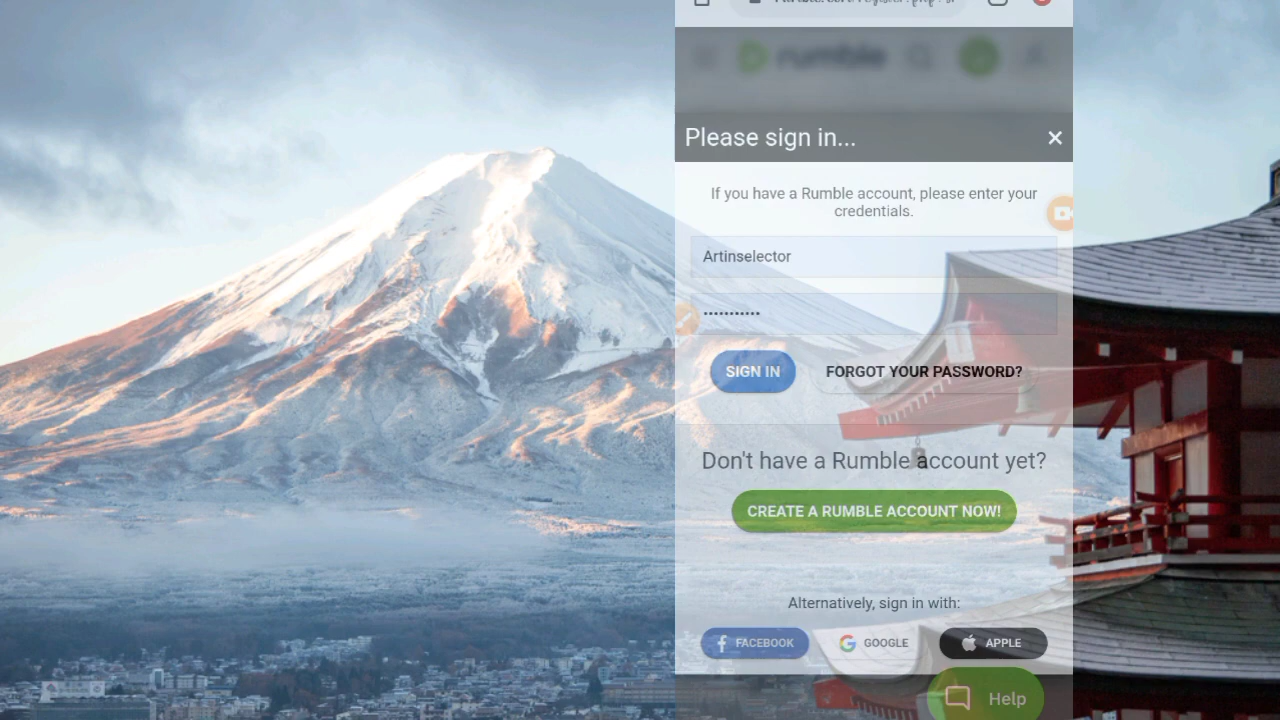 rumble
Please sign in...
If you have a Rumble account, please enter your
credentials.
Artinselector
SIGN IN FORGOT YOUR PASSWORD?
Don't have a Rumble account yet?
CREATE A RUMBLE ACCOUNT NOW!
Alternatively, sign in with:
FACEBOOK GOOGLE APPLE
Help